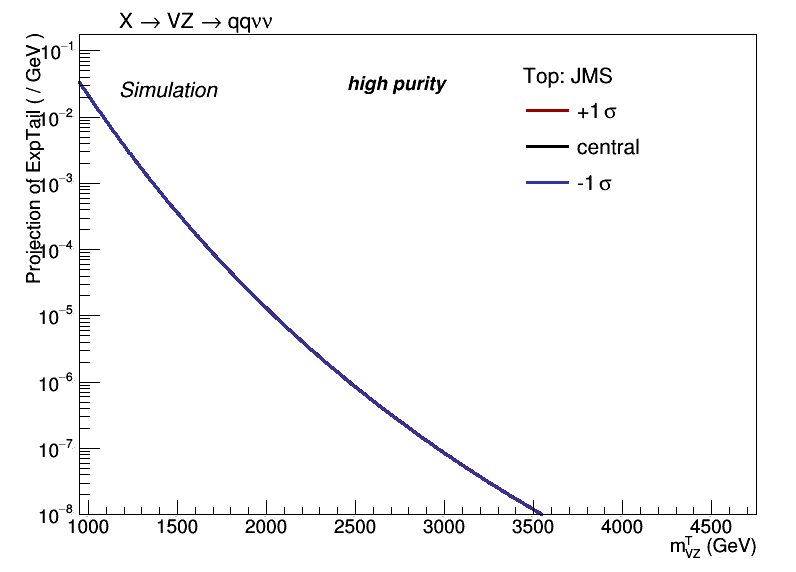 X → VZ → qqνν
Projection of ExpTail ( / GeV )
Simulation
high purity
Top: JMS
+1 σ
central
-1 σ
10⁻¹
10⁻²
10⁻³
10⁻⁴
10⁻⁵
10⁻⁶
10⁻⁷
10⁻⁸
1000 1500 2000 2500 3000 3500 4000 4500
m^T_VZ (GeV)